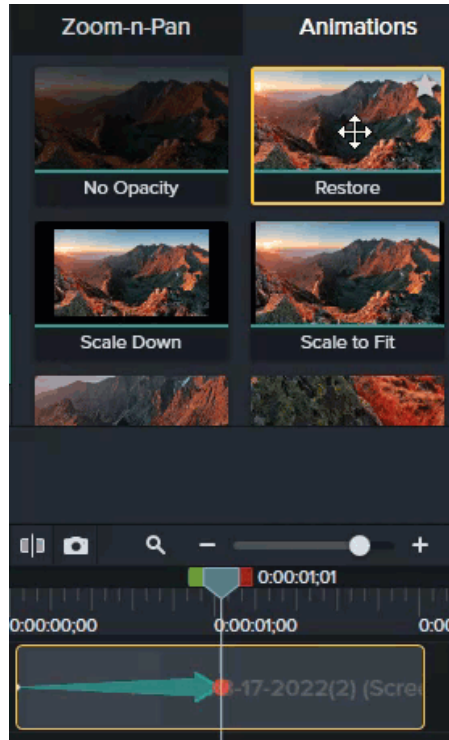 Zoom-n-Pan Animations
No Opacity Restore
Scale Down Scale to Fit
0:00:01;01
0:00:00;00 0:00:01;00
-17-2022(2)